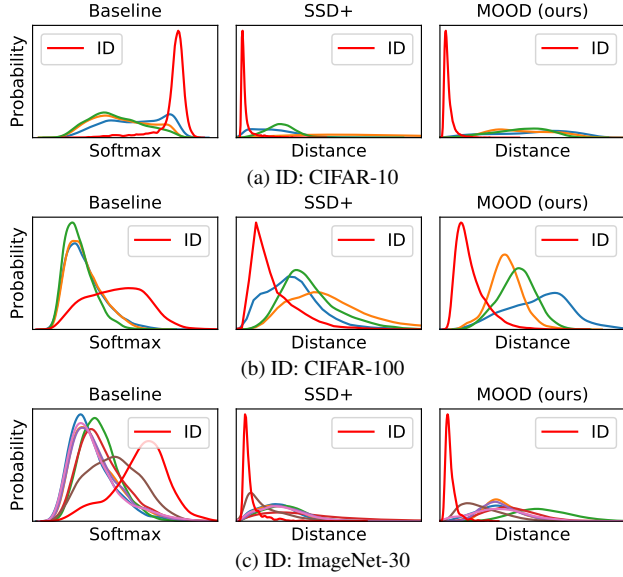 Baseline SSD+ MOOD (ours)
Probability ID ID ID
Softmax Distance Distance
(a) ID: CIFAR-10
Baseline SSD+ MOOD (ours)
Probability ID ID ID
Softmax Distance Distance
(b) ID: CIFAR-100
Baseline SSD+ MOOD (ours)
Probability ID ID ID
Softmax Distance Distance
(c) ID: ImageNet-30